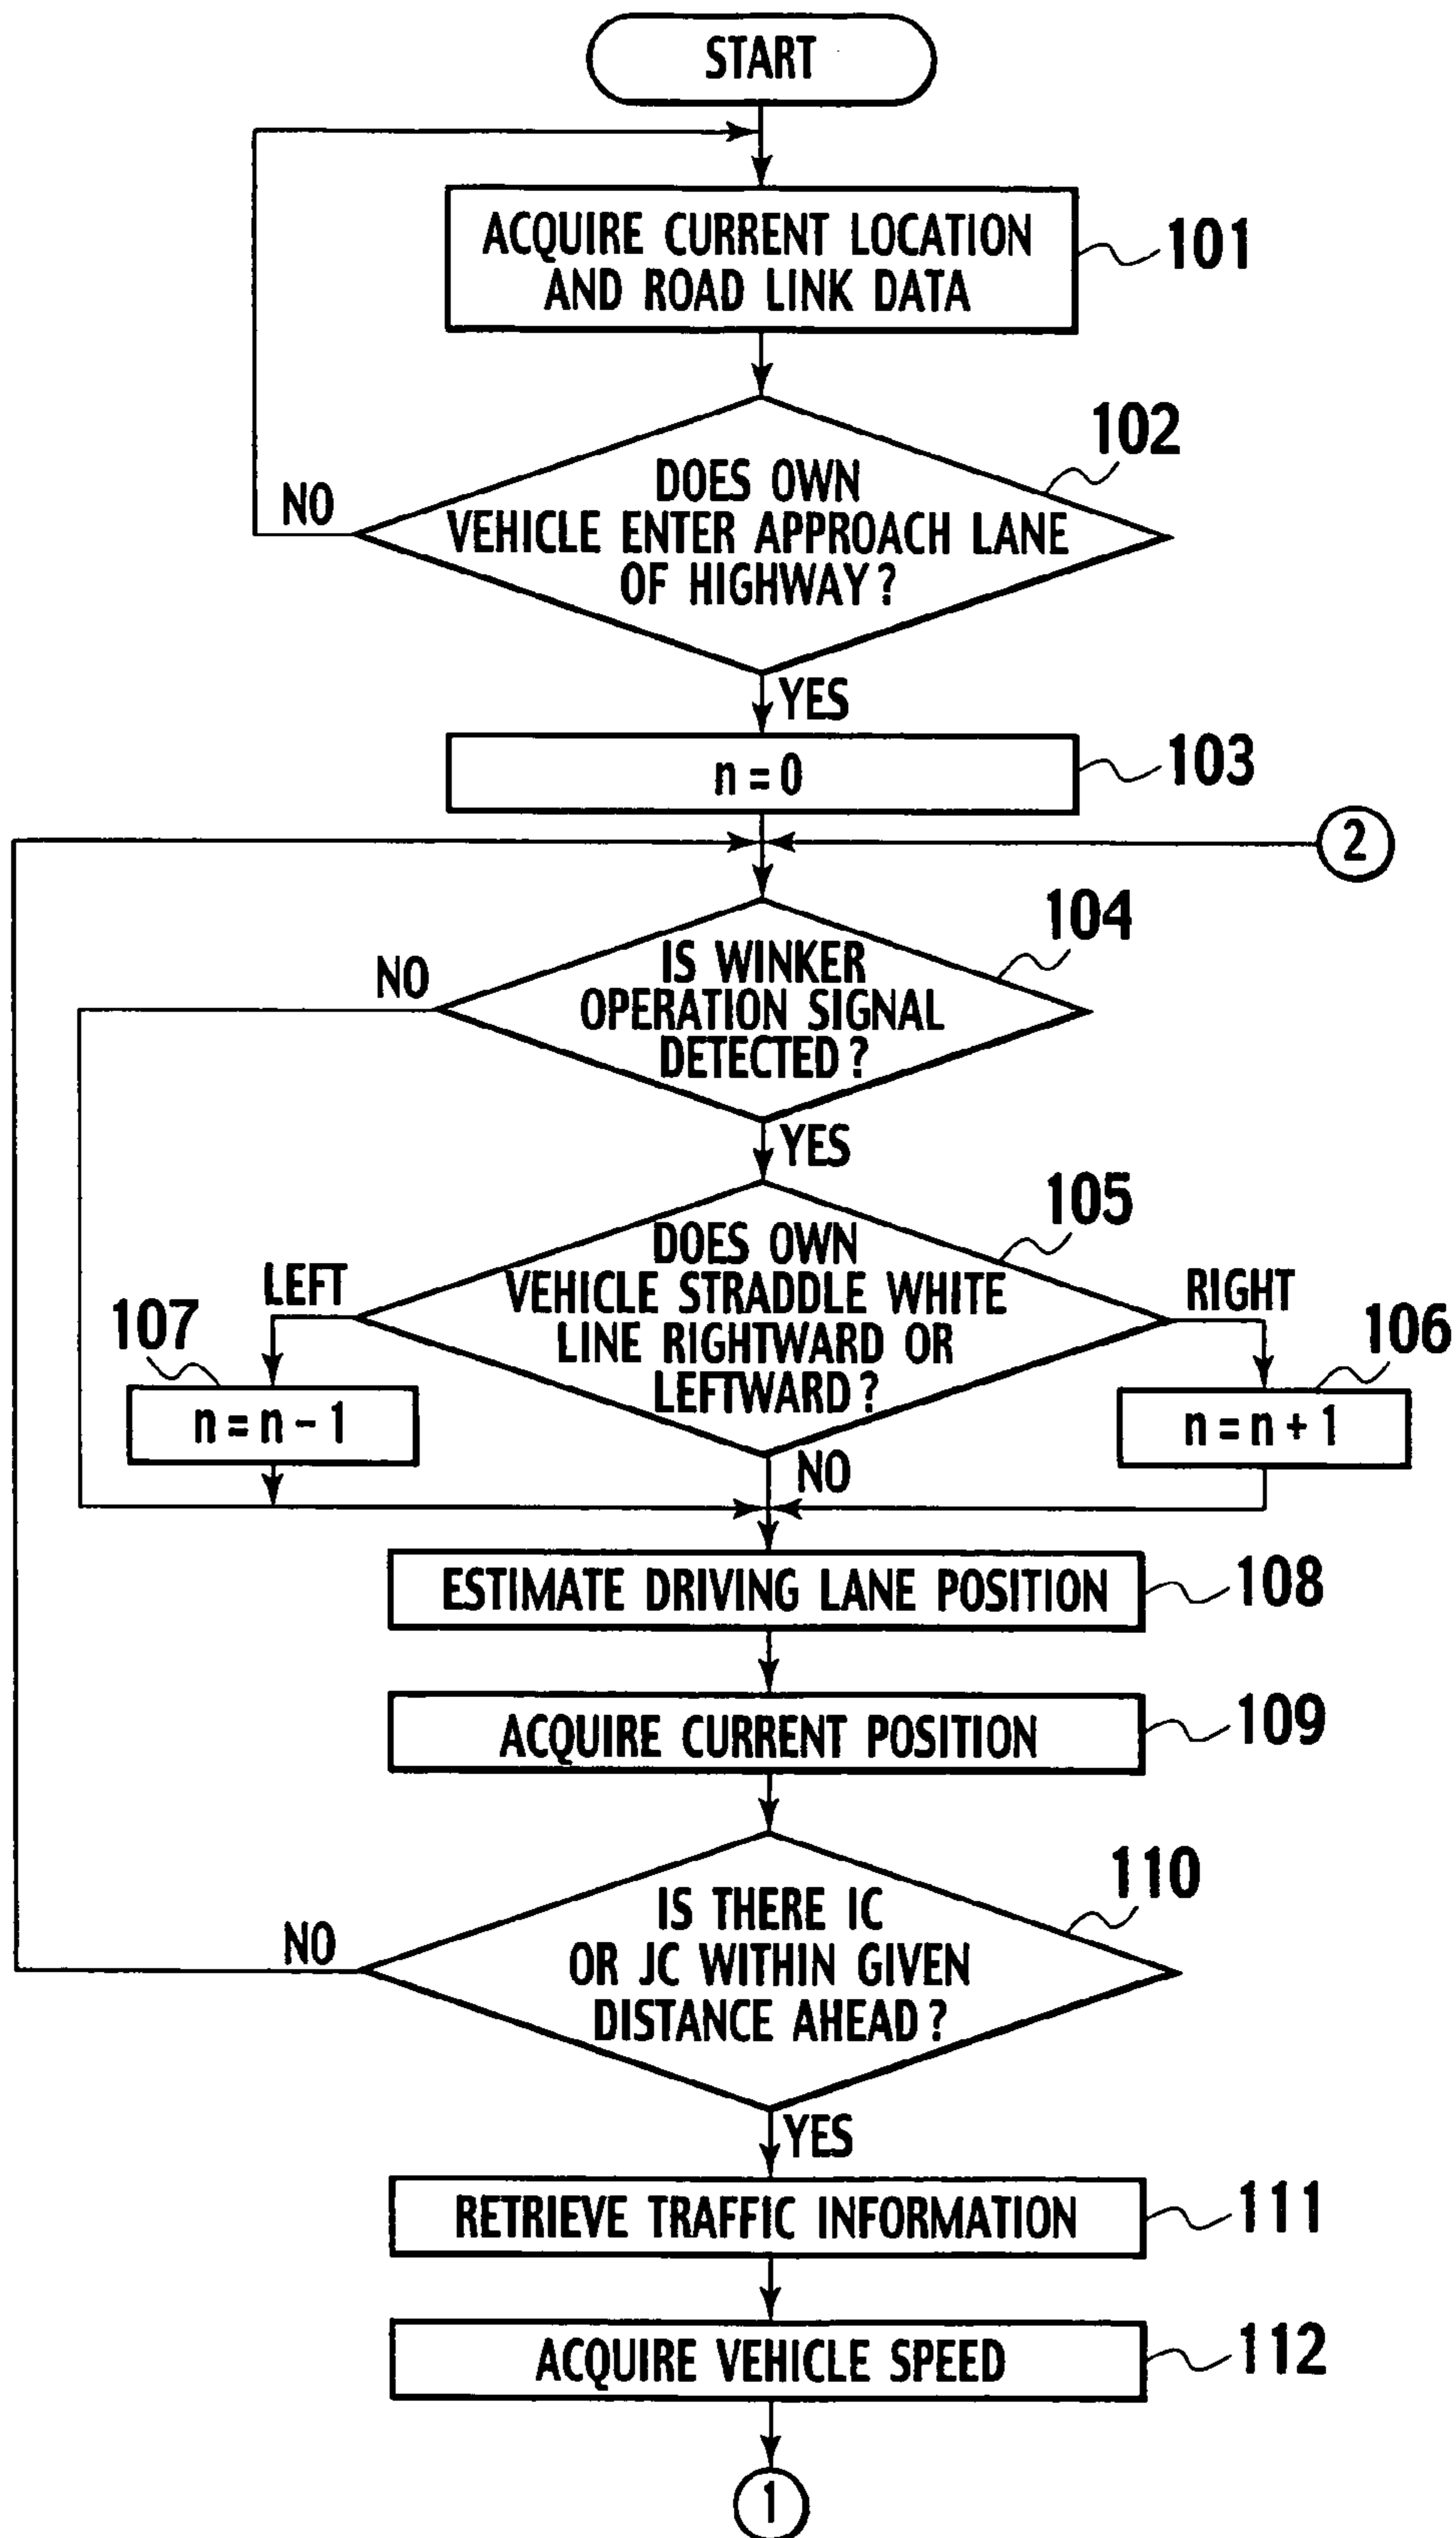 START
ACQUIRE CURRENT LOCATION
AND ROAD LINK DATA
101
102
DOES OWN
VEHICLE ENTER APPROACH LANE
OF HIGHWAY?
NO
YES
n = 0
103
2
104
IS WINKER
OPERATION SIGNAL
DETECTED?
NO
YES
105
DOES OWN
VEHICLE STRADDLE WHITE
LINE RIGHTWARD OR
LEFTWARD?
LEFT
RIGHT
107
106
n = n - 1
n = n + 1
NO
ESTIMATE DRIVING LANE POSITION
108
ACQUIRE CURRENT POSITION
109
110
IS THERE IC
OR JC WITHIN GIVEN
DISTANCE AHEAD?
NO
YES
RETRIEVE TRAFFIC INFORMATION
111
ACQUIRE VEHICLE SPEED
112
1